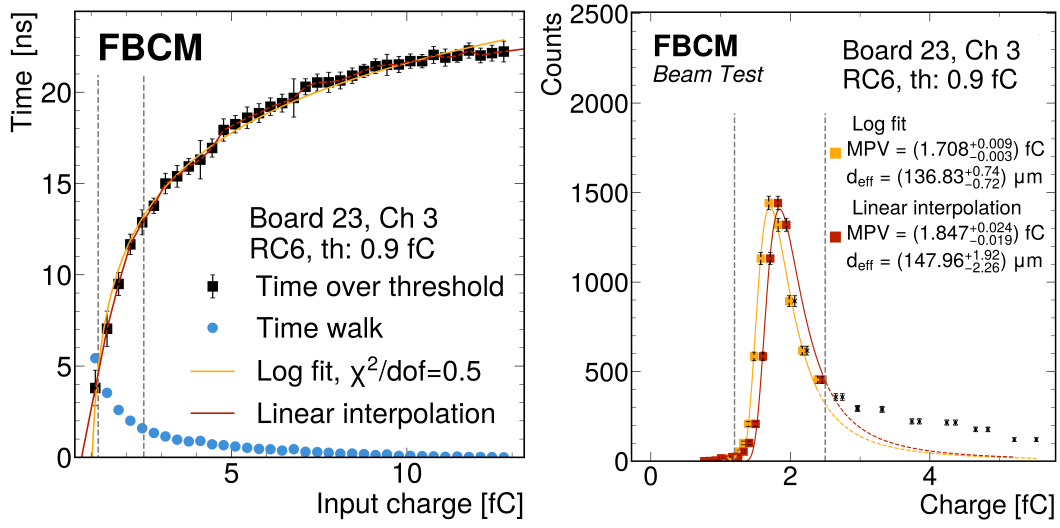 Time [ns]
20
15
10
5
0
FBCM
Board 23, Ch 3
RC6, th: 0.9 fC
Time over threshold
Time walk
Log fit, χ²/dof=0.5
Linear interpolation
5
10
Input charge [fC]
Counts
2500
2000
1500
1000
500
0
FBCM
Beam Test
Board 23, Ch 3
RC6, th: 0.9 fC
Log fit
MPV = (1.708+0.009−0.003) fC
deff = (136.83+0.74−0.72) µm
Linear interpolation
MPV = (1.847+0.024−0.019) fC
deff = (147.96+1.92−2.26) µm
0
2
4
6
Charge [fC]